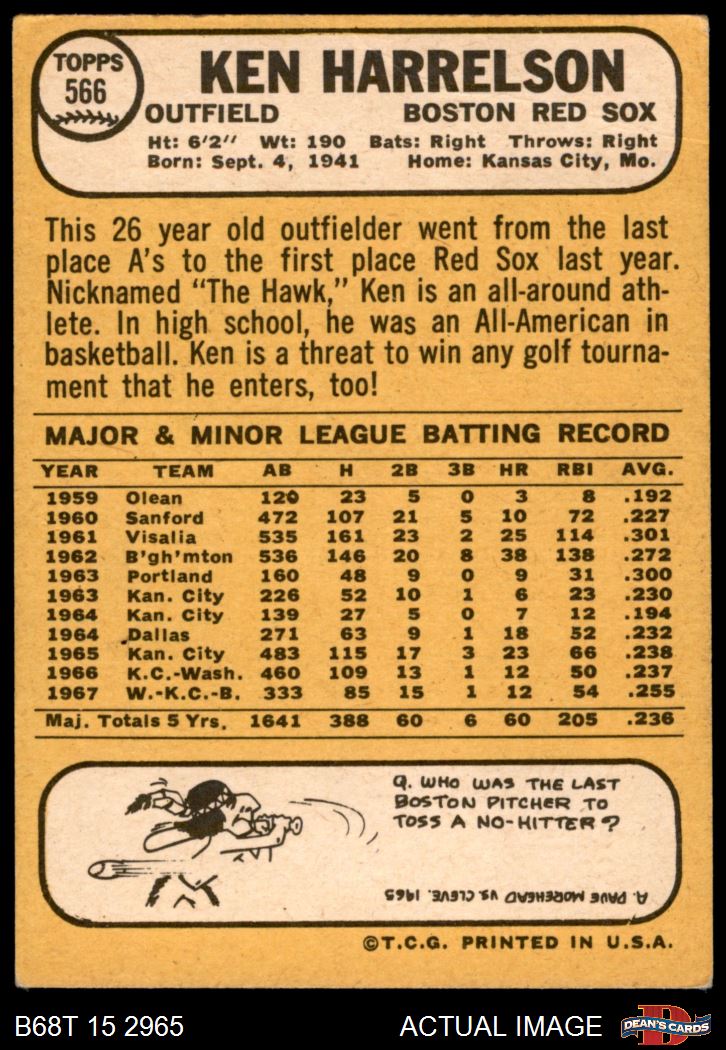 TOPPS
566
KEN HARRELSON
OUTFIELD BOSTON RED SOX
Ht: 6'2" Wt: 190 Bats: Right Throws: Right
Born: Sept. 4, 1941 Home: Kansas City, Mo.
This 26 year old outfielder went from the last
place A's to the first place Red Sox last year.
Nicknamed "The Hawk," Ken is an all-around ath-
lete. In high school, he was an All-American in
basketball. Ken is a threat to win any golf tourna-
ment that he enters, too!
MAJOR & MINOR LEAGUE BATTING RECORD
YEAR TEAM AB H 2B 3B HR RBI AVG.
1959 Olean 120 23 5 0 3 8 .192
1960 Sanford 472 107 21 5 10 72 .227
1961 Visalia 535 161 23 2 25 114 .301
1962 B'gh'mton 536 146 20 8 38 138 .272
1963 Portland 160 48 9 0 9 31 .300
1963 Kan. City 226 52 10 1 6 23 .230
1964 Kan. City 139 27 5 0 7 12 .194
1964 Dallas 271 63 9 1 18 52 .232
1965 Kan. City 483 115 17 3 23 66 .238
1966 K.C.-Wash. 460 109 13 1 12 50 .237
1967 W.-K.C.-B. 333 85 15 1 12 54 .255
Maj. Totals 5 Yrs. 1641 388 60 6 60 205 .236
Q. WHO WAS THE LAST
BOSTON PITCHER TO
TOSS A NO-HITTER?
A. DAVE MOREHEAD VS. CLEVE. 1965
©T.C.G. PRINTED IN U.S.A.
B68T 15 2965 ACTUAL IMAGE
D
DEAN'S CARDS